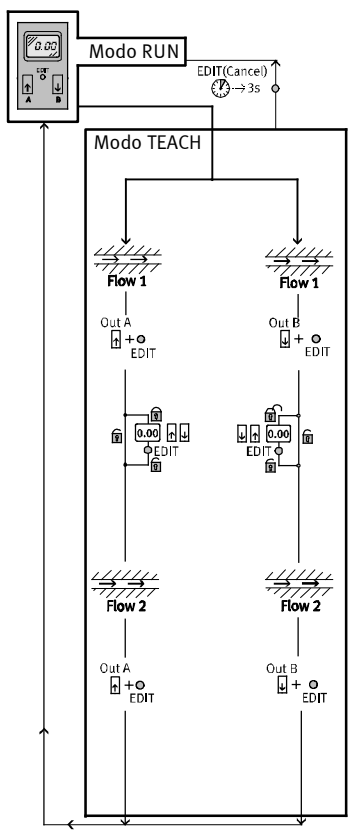 0.00
EDIT
A B
Modo RUN
EDIT(Cancel)
3s
Modo TEACH
Flow 1 Flow 1
Out A Out B
+ +
EDIT EDIT
0.00 0.00
EDIT EDIT
Flow 2 Flow 2
Out A Out B
+ +
EDIT EDIT